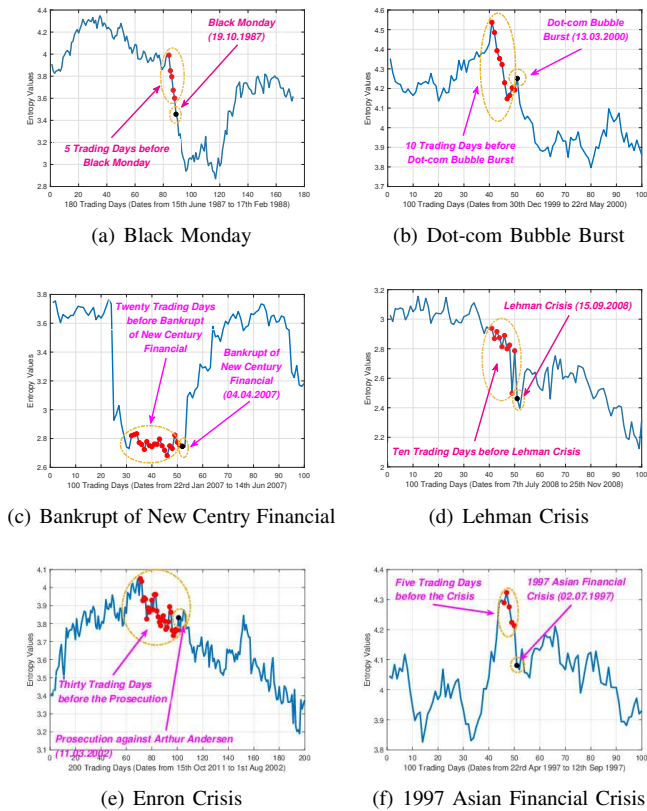 4.4
4.2
4
3.8
3.6
3.4
3.2
3
2.8
Entropy Values
Black Monday
(19.10.1987)
5 Trading Days before
Black Monday
0 20 40 60 80 100 120 140 160 180
180 Trading Days (Dates from 15th June 1987 to 17th Feb 1988)
(a) Black Monday
4.6
4.5
4.4
4.3
4.2
4.1
4
3.9
3.8
3.7
Entropy Values
Dot-com Bubble
Burst (13.03.2000)
10 Trading Days before
Dot-com Bubble Burst
0 10 20 30 40 50 60 70 80 90 100
100 Trading Days (Dates from 30th Dec 1999 to 22rd May 2000)
(b) Dot-com Bubble Burst
3.8
3.6
3.4
3.2
3
2.8
2.6
Entropy Values
Twenty Trading Days
before Bankrupt
of New Century
Financial
Bankrupt of
New Century
Financial
(04.04.2007)
0 10 20 30 40 50 60 70 80 90 100
100 Trading Days (Dates from 22rd Jan 2007 to 14th Jun 2007)
(c) Bankrupt of New Centry Financial
3.2
3
2.8
2.6
2.4
2.2
2
Entropy Values
Lehman Crisis (15.09.2008)
Ten Trading Days before Lehman Crisis
0 10 20 30 40 50 60 70 80 90 100
100 Trading Days (Dates from 7th July 2008 to 25th Nov 2008)
(d) Lehman Crisis
4.1
4
3.9
3.8
3.7
3.6
3.5
3.4
3.3
3.2
3.1
Entropy Values
Thirty Trading Days
before the Prosecution
Prosecution against Arthur Andersen
(11.03.2002)
0 20 40 60 80 100 120 140 160 180 200
200 Trading Days (Dates from 15th Oct 2011 to 1st Aug 2002)
(e) Enron Crisis
4.4
4.3
4.2
4.1
4
3.9
3.8
Entropy Values
Five Trading Days
before the Crisis
1997 Asian Financial
Crisis (02.07.1997)
0 10 20 30 40 50 60 70 80 90 100
100 Trading Days (Dates from 22rd Apr 1997 to 12th Sep 1997)
(f) 1997 Asian Financial Crisis